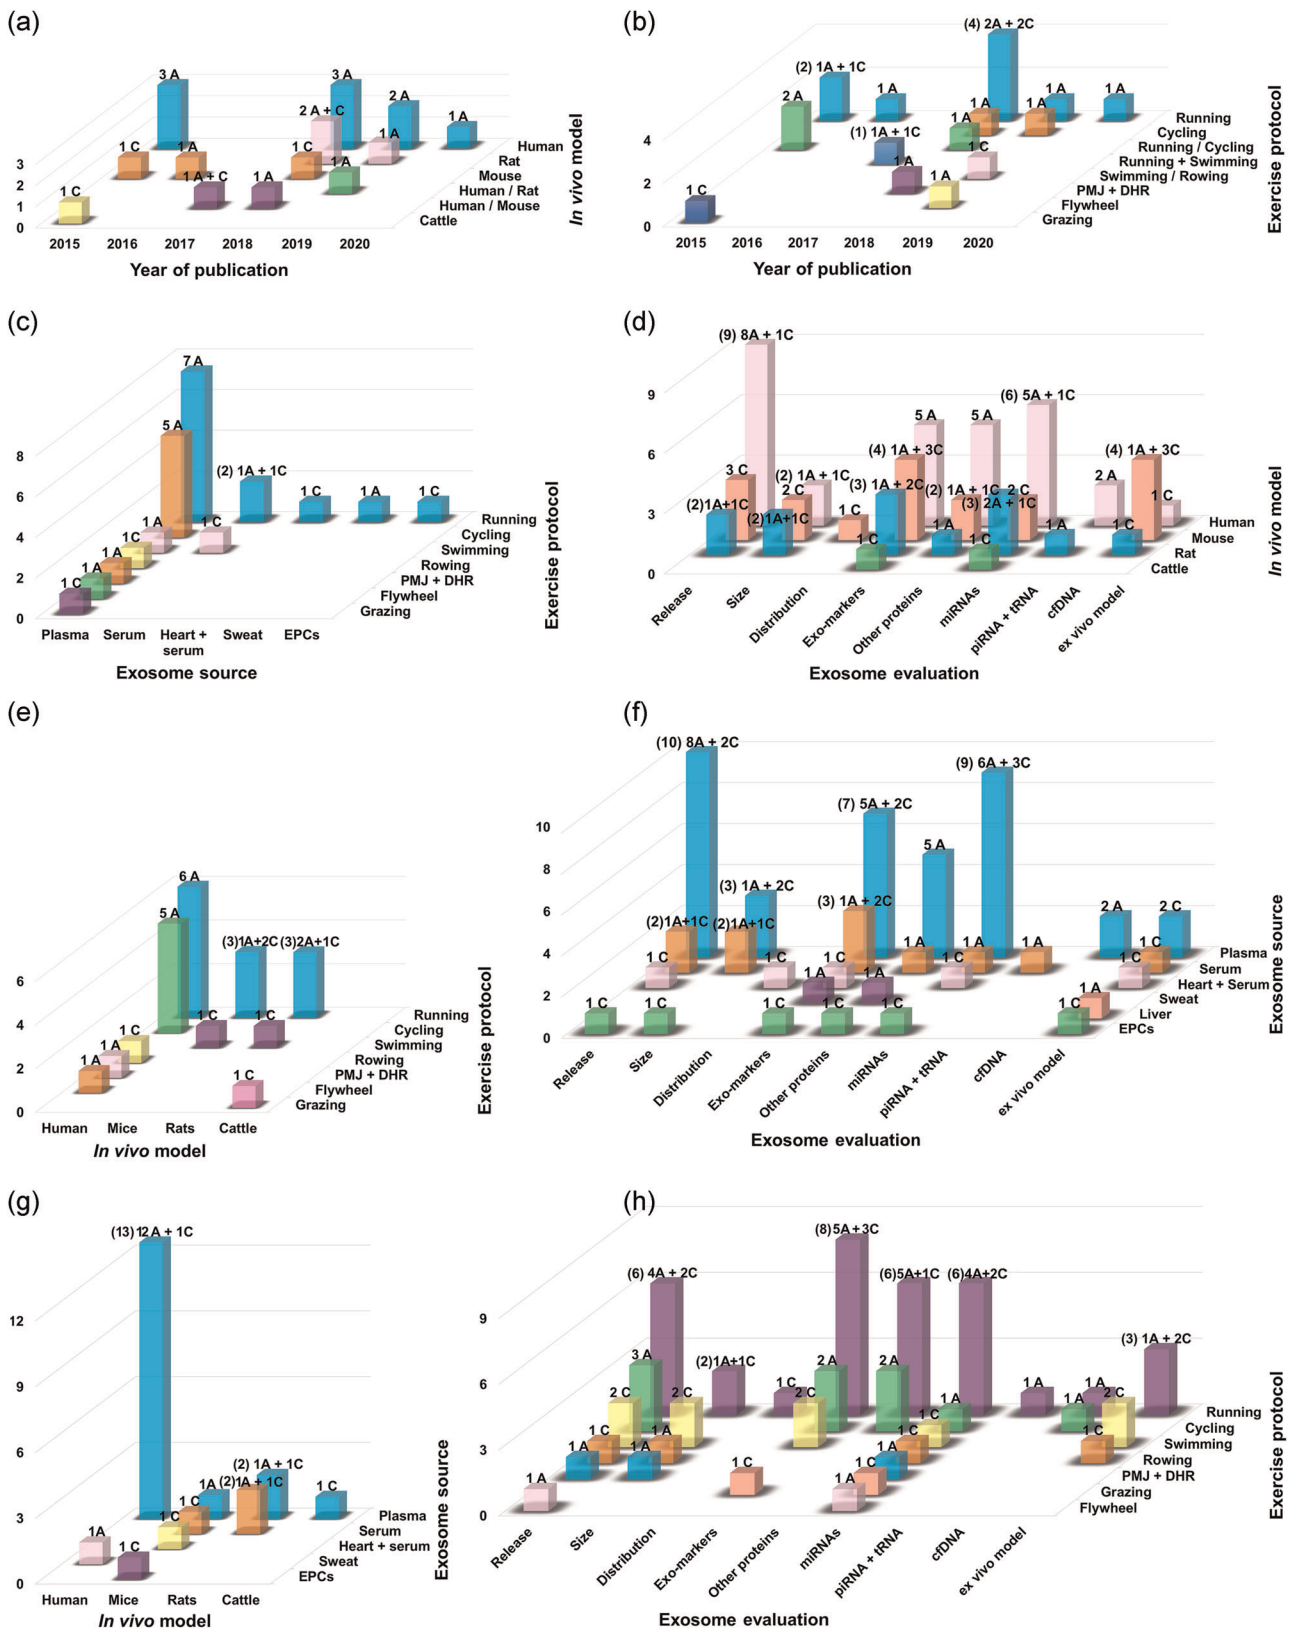 (a)
3 A
3 A
2 A
2 A + C
1 A
1 C
1 A
1 C
1 A
1 A
1 C
1 A + C
1 A
3
2
1
0
Human
Rat
Mouse
Human / Rat
Human / Mouse
Cattle
In vivo model
2015 2016 2017 2018 2019 2020
Year of publication
(b)
(4) 2A + 2C
(2) 1A + 1C
2 A
1 A
1 A
1 A
1 A
1 A
1 A
(1) 1A + 1C
1 C
1 A
1 A
1 C
4
2
0
Running
Cycling
Running / Cycling
Running + Swimming
Swimming / Rowing
PMJ + DHR
Flywheel
Grazing
Exercise protocol
2015 2016 2017 2018 2019 2020
Year of publication
(c)
7 A
5 A
(2) 1A + 1C
1 C
1 A
1 C
1 A
1 C
1 C
1 A
1 C
8
6
4
2
0
Running
Cycling
Swimming
Rowing
PMJ + DHR
Flywheel
Grazing
Exercise protocol
Plasma Serum Heart + serum Sweat EPCs
Exosome source
(d)
(9) 8A + 1C
(6) 5A + 1C
5 A
5 A
(4) 1A + 3C
(4) 1A + 3C
3 C
(2) 1A + 1C
2 C
(3) 1A + 2C
(2) 1A + 1C
2 C
2 A
1 C
(2)1A+1C
(2)1A+1C
1 C
(3) 2A + 1C
1 A
1 A
1 C
1 C
1 C
9
6
3
0
Human
Mouse
Rat
Cattle
In vivo model
Release
Size
Distribution
Exo-markers
Other proteins
miRNAs
piRNA + tRNA
cfDNA
ex vivo model
Exosome evaluation
(e)
6 A
5 A
(3)1A+2C
(3)2A+1C
1 C
1 C
1 C
1 A
1 A
1 C
6
4
2
0
Running
Cycling
Swimming
Rowing
PMJ + DHR
Flywheel
Grazing
Exercise protocol
Human Mice Rats Cattle
In vivo model
(f)
(10) 8A + 2C
(9) 6A + 3C
(7) 5A + 2C
5 A
(3) 1A + 2C
(3) 1A + 2C
(2)1A+1C
(2)1A+1C
2 A
2 C
1 A
1 A
1 A
1 C
1 C
1 C
1 C
1 C
1 C
1 A
1 A
1 A
1 C
1 C
1 C
1 C
1 C
1 C
10
8
6
4
2
0
Plasma
Serum
Heart + Serum
Sweat
Liver
EPCs
Exosome source
Release
Size
Distribution
Exo-markers
Other proteins
miRNAs
piRNA + tRNA
cfDNA
ex vivo model
Exosome evaluation
(g)
(13) 12A + 1C
(2) 1A + 1C
(2) 1A + 1C
1A
1 C
1 C
1 C
1A
1 C
12
9
6
3
0
Plasma
Serum
Heart + serum
Sweat
EPCs
Exosome source
Human Mice Rats Cattle
In vivo model
(h)
(8) 5A + 3C
(6) 4A + 2C
(6)5A+1C
(6)4A+2C
(3) 1A + 2C
3 A
(2)1A+1C
2 A
2 A
1 C
1 A
1 A
2 C
2 C
2 C
1 A
1 A
2 C
1 C
1 C
1 A
1 C
1 C
1 C
1 A
1 A
1 A
1 C
1 C
1 A
1 A
9
6
3
0
Running
Cycling
Swimming
Rowing
PMJ + DHR
Grazing
Flywheel
Exercise protocol
Release
Size
Distribution
Exo-markers
Other proteins
miRNAs
piRNA + tRNA
cfDNA
ex vivo model
Exosome evaluation